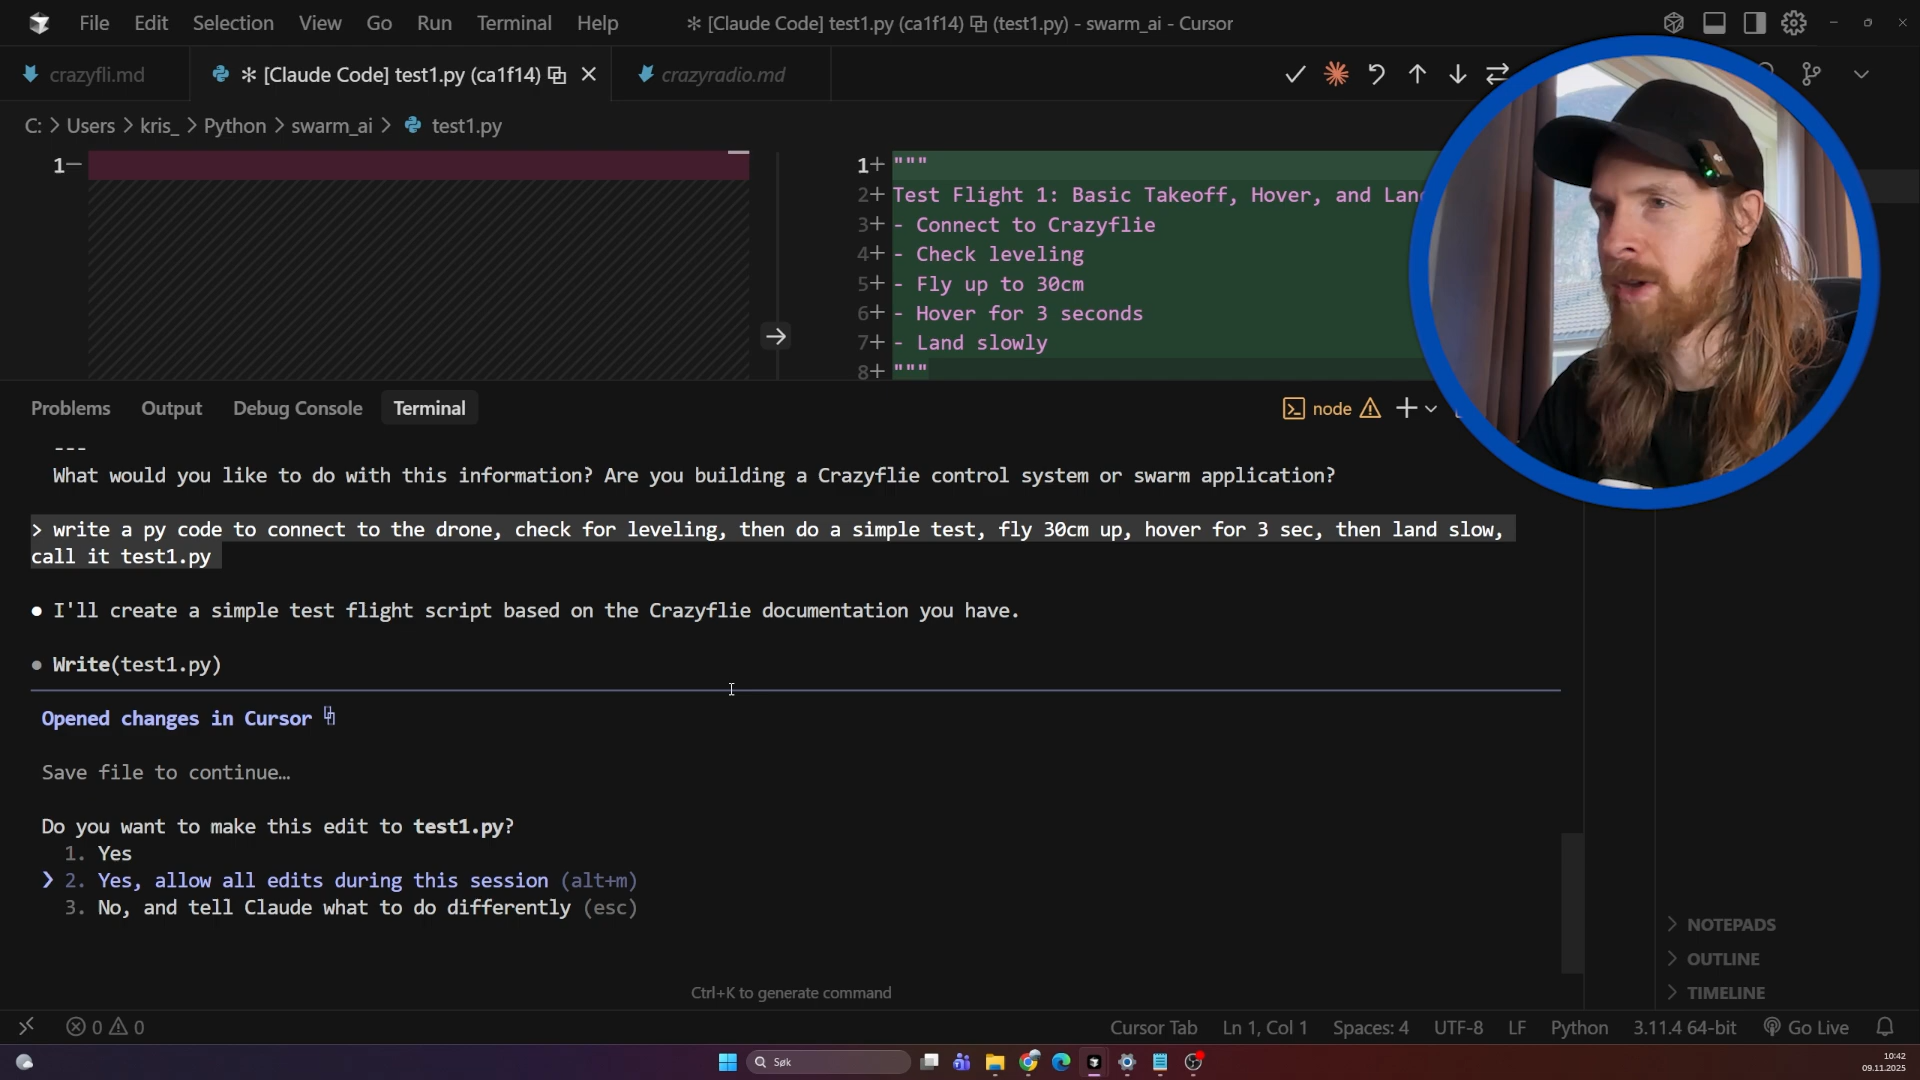 File Edit Selection View Go Run Terminal Help
[Claude Code] test1.py (ca1f14) (test1.py) - swarm_ai - Cursor
crazyfli.md
[Claude Code] test1.py (ca1f14)
crazyradio.md
C: > Users > kris_ > Python > swarm_ai > test1.py
1—
1+ """
2+ Test Flight 1: Basic Takeoff, Hover, and Lan
3+ - Connect to Crazyflie
4+ - Check leveling
5+ - Fly up to 30cm
6+ - Hover for 3 seconds
7+ - Land slowly
8+ """
Problems Output Debug Console Terminal
node
---
What would you like to do with this information? Are you building a Crazyflie control system or swarm application?
> write a py code to connect to the drone, check for leveling, then do a simple test, fly 30cm up, hover for 3 sec, then land slow,
call it test1.py
● I'll create a simple test flight script based on the Crazyflie documentation you have.
● Write(test1.py)
Opened changes in Cursor
Save file to continue…
Do you want to make this edit to test1.py?
1. Yes
❯ 2. Yes, allow all edits during this session (alt+m)
3. No, and tell Claude what to do differently (esc)
Ctrl+K to generate command
NOTEPADS
OUTLINE
TIMELINE
0 0
Cursor Tab Ln 1, Col 1 Spaces: 4 UTF-8 LF Python 3.11.4 64-bit Go Live
Søk
10:42
09.11.2025